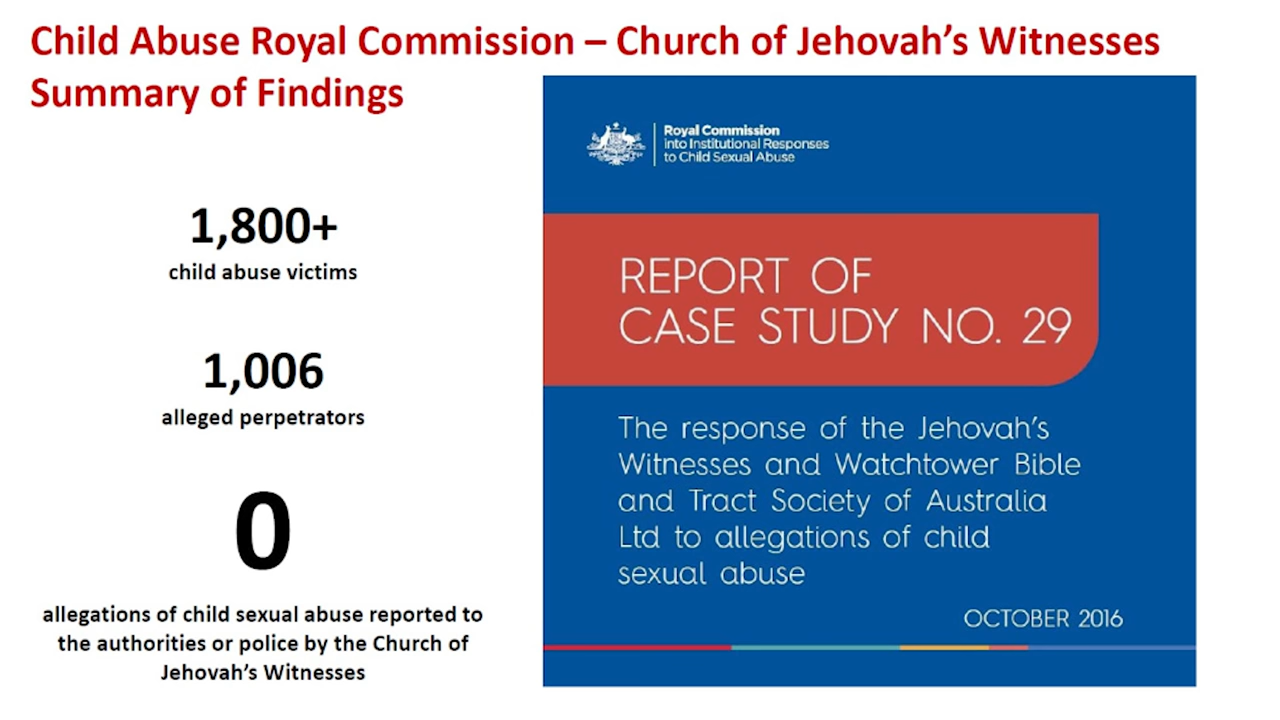 Child Abuse Royal Commission – Church of Jehovah's Witnesses
Summary of Findings
1,800+
child abuse victims
1,006
alleged perpetrators
0
allegations of child sexual abuse reported to
the authorities or police by the Church of
Jehovah's Witnesses
Royal Commission
into Institutional Responses
to Child Sexual Abuse
REPORT OF
CASE STUDY NO. 29
The response of the Jehovah's
Witnesses and Watchtower Bible
and Tract Society of Australia
Ltd to allegations of child
sexual abuse
OCTOBER 2016